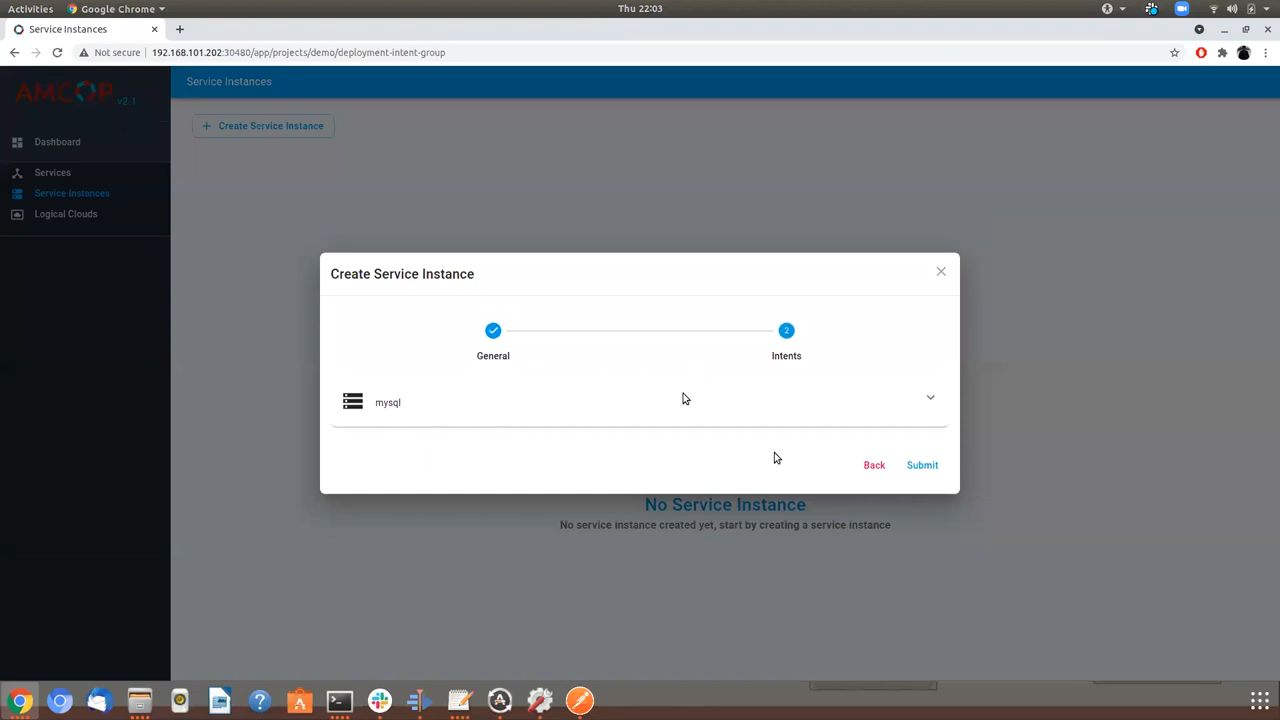 Activities
Google Chrome
Thu 22:03
Service Instances
Not secure
192.168.101.202:30480/app/projects/demo/deployment-intent-group
AMCOP v2.1
Service Instances
Create Service Instance
Dashboard
Services
Service Instances
Logical Clouds
Create Service Instance
2
General
Intents
mysql
Back
Submit
No Service Instance
No service instance created yet, start by creating a service instance